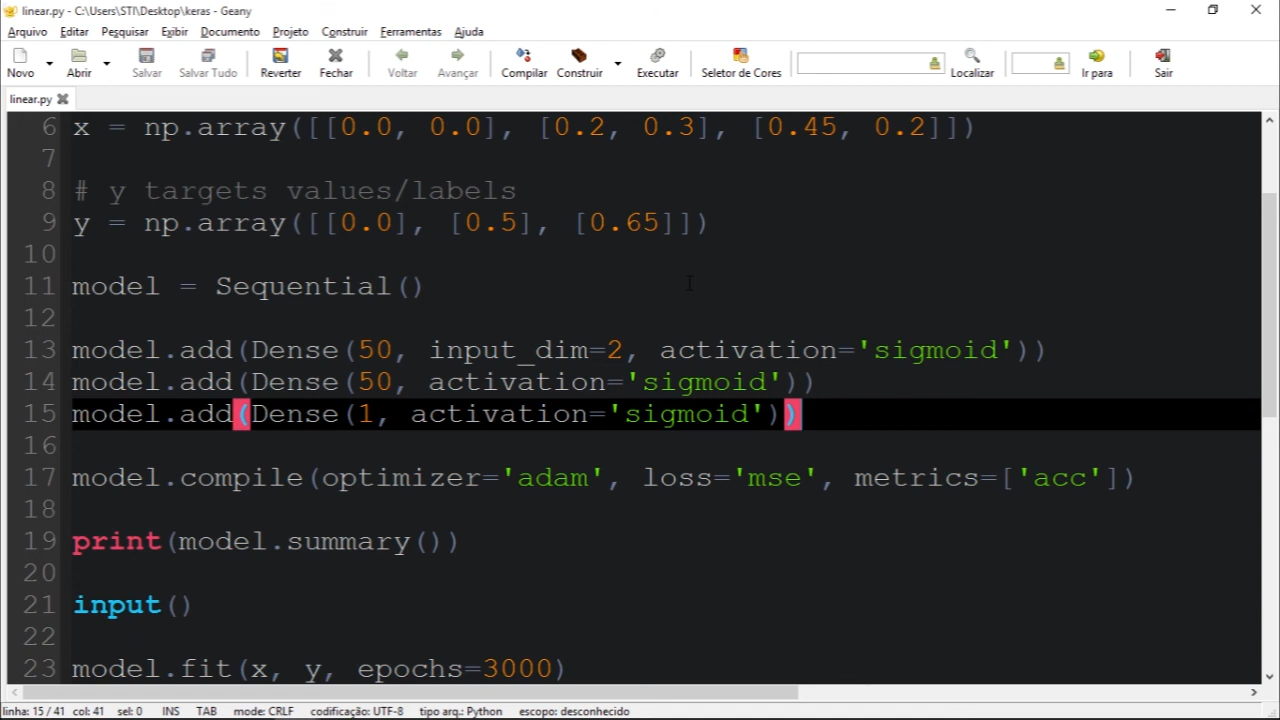 linear.py - C:\Users\STI\Desktop\keras - Geany
Arquivo Editar Pesquisar Exibir Documento Projeto Construir Ferramentas Ajuda
Novo Abrir Salvar Salvar Tudo Reverter Fechar Voltar Avançar Compilar Construir Executar Seletor de Cores Localizar Ir para Sair
linear.py
6 x = np.array([[0.0, 0.0], [0.2, 0.3], [0.45, 0.2]])
7
8 # y targets values/labels
9 y = np.array([[0.0], [0.5], [0.65]])
10
11 model = Sequential()
12
13 model.add(Dense(50, input_dim=2, activation='sigmoid'))
14 model.add(Dense(50, activation='sigmoid'))
15 model.add(Dense(1, activation='sigmoid'))
16
17 model.compile(optimizer='adam', loss='mse', metrics=['acc'])
18
19 print(model.summary())
20
21 input()
22
23 model.fit(x, y, epochs=3000)
linha: 15 / 41 col: 41 sel: 0 INS TAB mode: CRLF codificação: UTF-8 tipo arq.: Python escopo: desconhecido